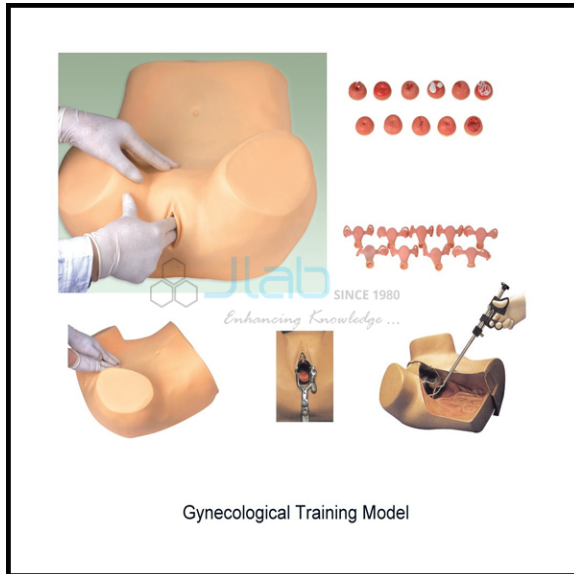 Jlab
SINCE 1980
Enhancing Knowledge ...
Gynecological Training Model